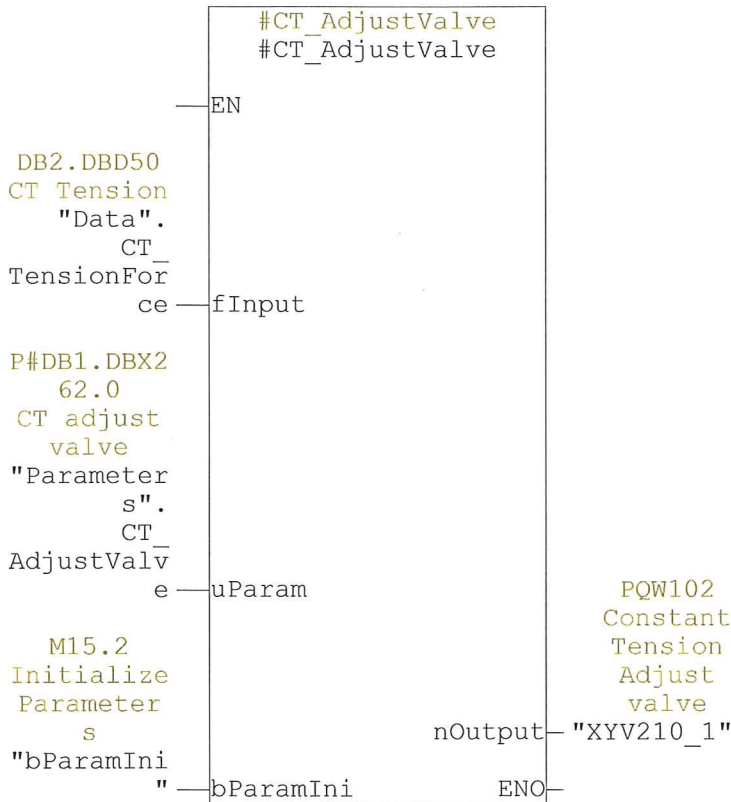 #CT_AdjustValve
#CT_AdjustValve
EN
DB2.DBD50
CT Tension
"Data".
CT_
TensionFor
ce
fInput
P#DB1.DBX2
62.0
CT adjust
valve
"Parameter
s".
CT_
AdjustValv
e
uParam
M15.2
Initialize
Parameter
s
"bParamIni
"
bParamIni
PQW102
Constant
Tension
Adjust
valve
nOutput
"XYV210_1"
ENO